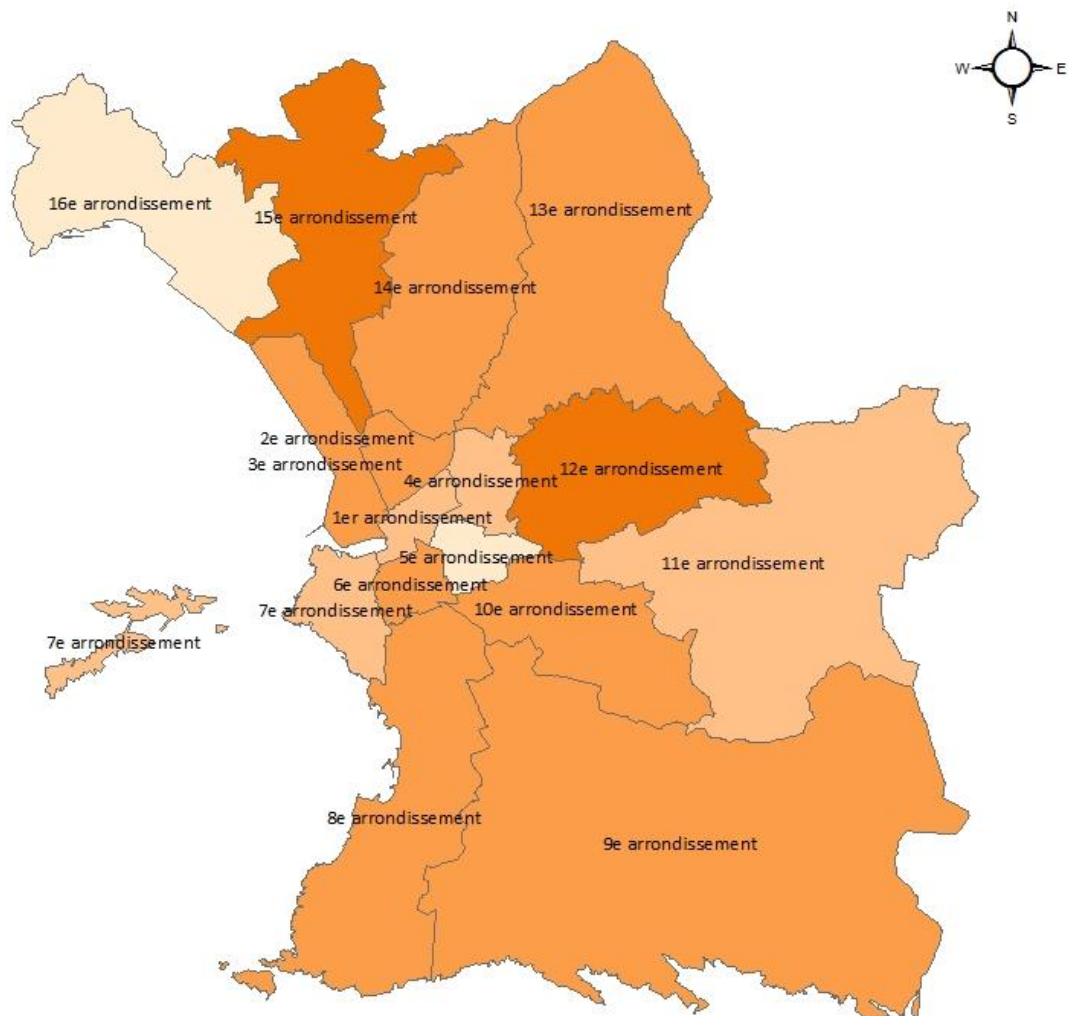 N
W E
S
16e arrondissement
15e arrondissement
13e arrondissement
14e arrondissement
2e arrondissement
3e arrondissement
12e arrondissement
4e arrondissement
1er arrondissement
5e arrondissement
11e arrondissement
6e arrondissement
7e arrondissement
10e arrondissement
7e arrondissement
8e arrondissement
9e arrondissement